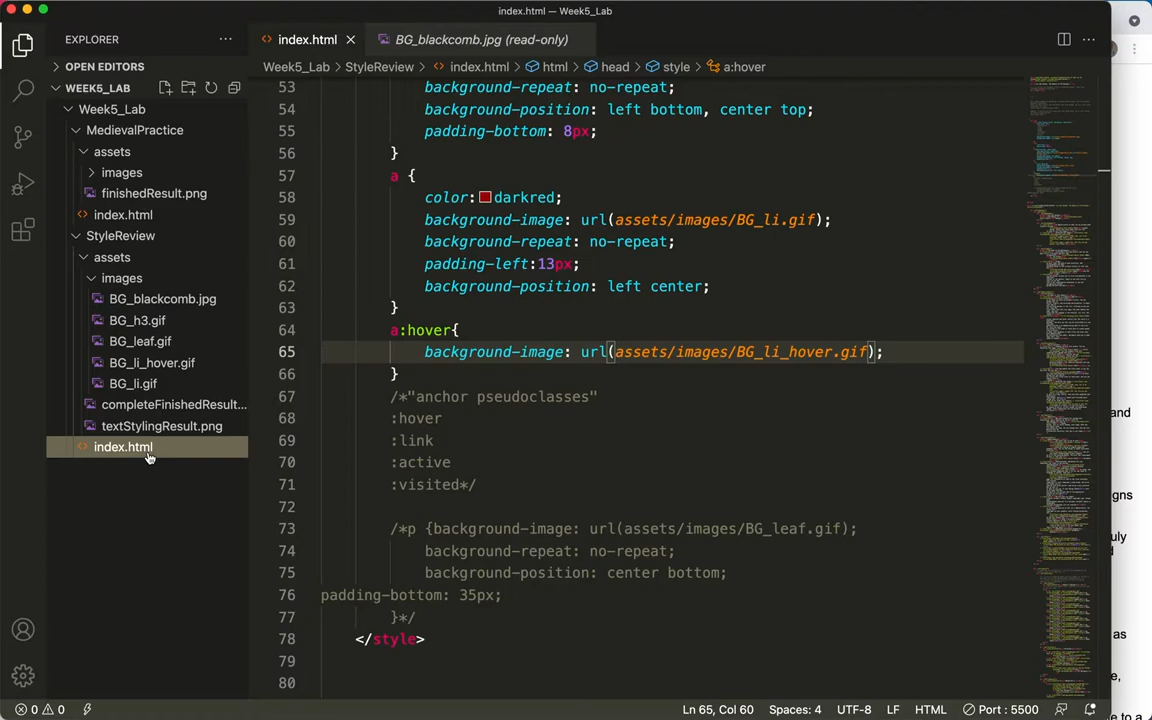 index.html — Week5_Lab
EXPLORER
index.html
BG_blackcomb.jpg (read-only)
OPEN EDITORS
Week5_Lab > StyleReview > index.html > html > head > style > a:hover
WEEK5_LAB
Week5_Lab
MedievalPractice
assets
images
finishedResult.png
index.html
StyleReview
assets
images
BG_blackcomb.jpg
BG_h3.gif
BG_leaf.gif
BG_li_hover.gif
BG_li.gif
completeFinishedResult...
textStylingResult.png
index.html
53 background-repeat: no-repeat;
54 background-position: left bottom, center top;
55 padding-bottom: 8px;
56 }
57 a {
58 color: darkred;
59 background-image: url(assets/images/BG_li.gif);
60 background-repeat: no-repeat;
61 padding-left:13px;
62 background-position: left center;
63 }
64 a:hover{
65 background-image: url(assets/images/BG_li_hover.gif);
66 }
67 /*"anchor pseudoclasses"
68 :hover
69 :link
70 :active
71 :visited*/
72
73 /*p {background-image: url(assets/images/BG_leaf.gif);
74 background-repeat: no-repeat;
75 background-position: center bottom;
76 padding-bottom: 35px;
77 }*/
78 </style>
79
80
and
igns
uly
as
e,
0 0
Ln 65, Col 60
Spaces: 4
UTF-8
LF
HTML
Port : 5500